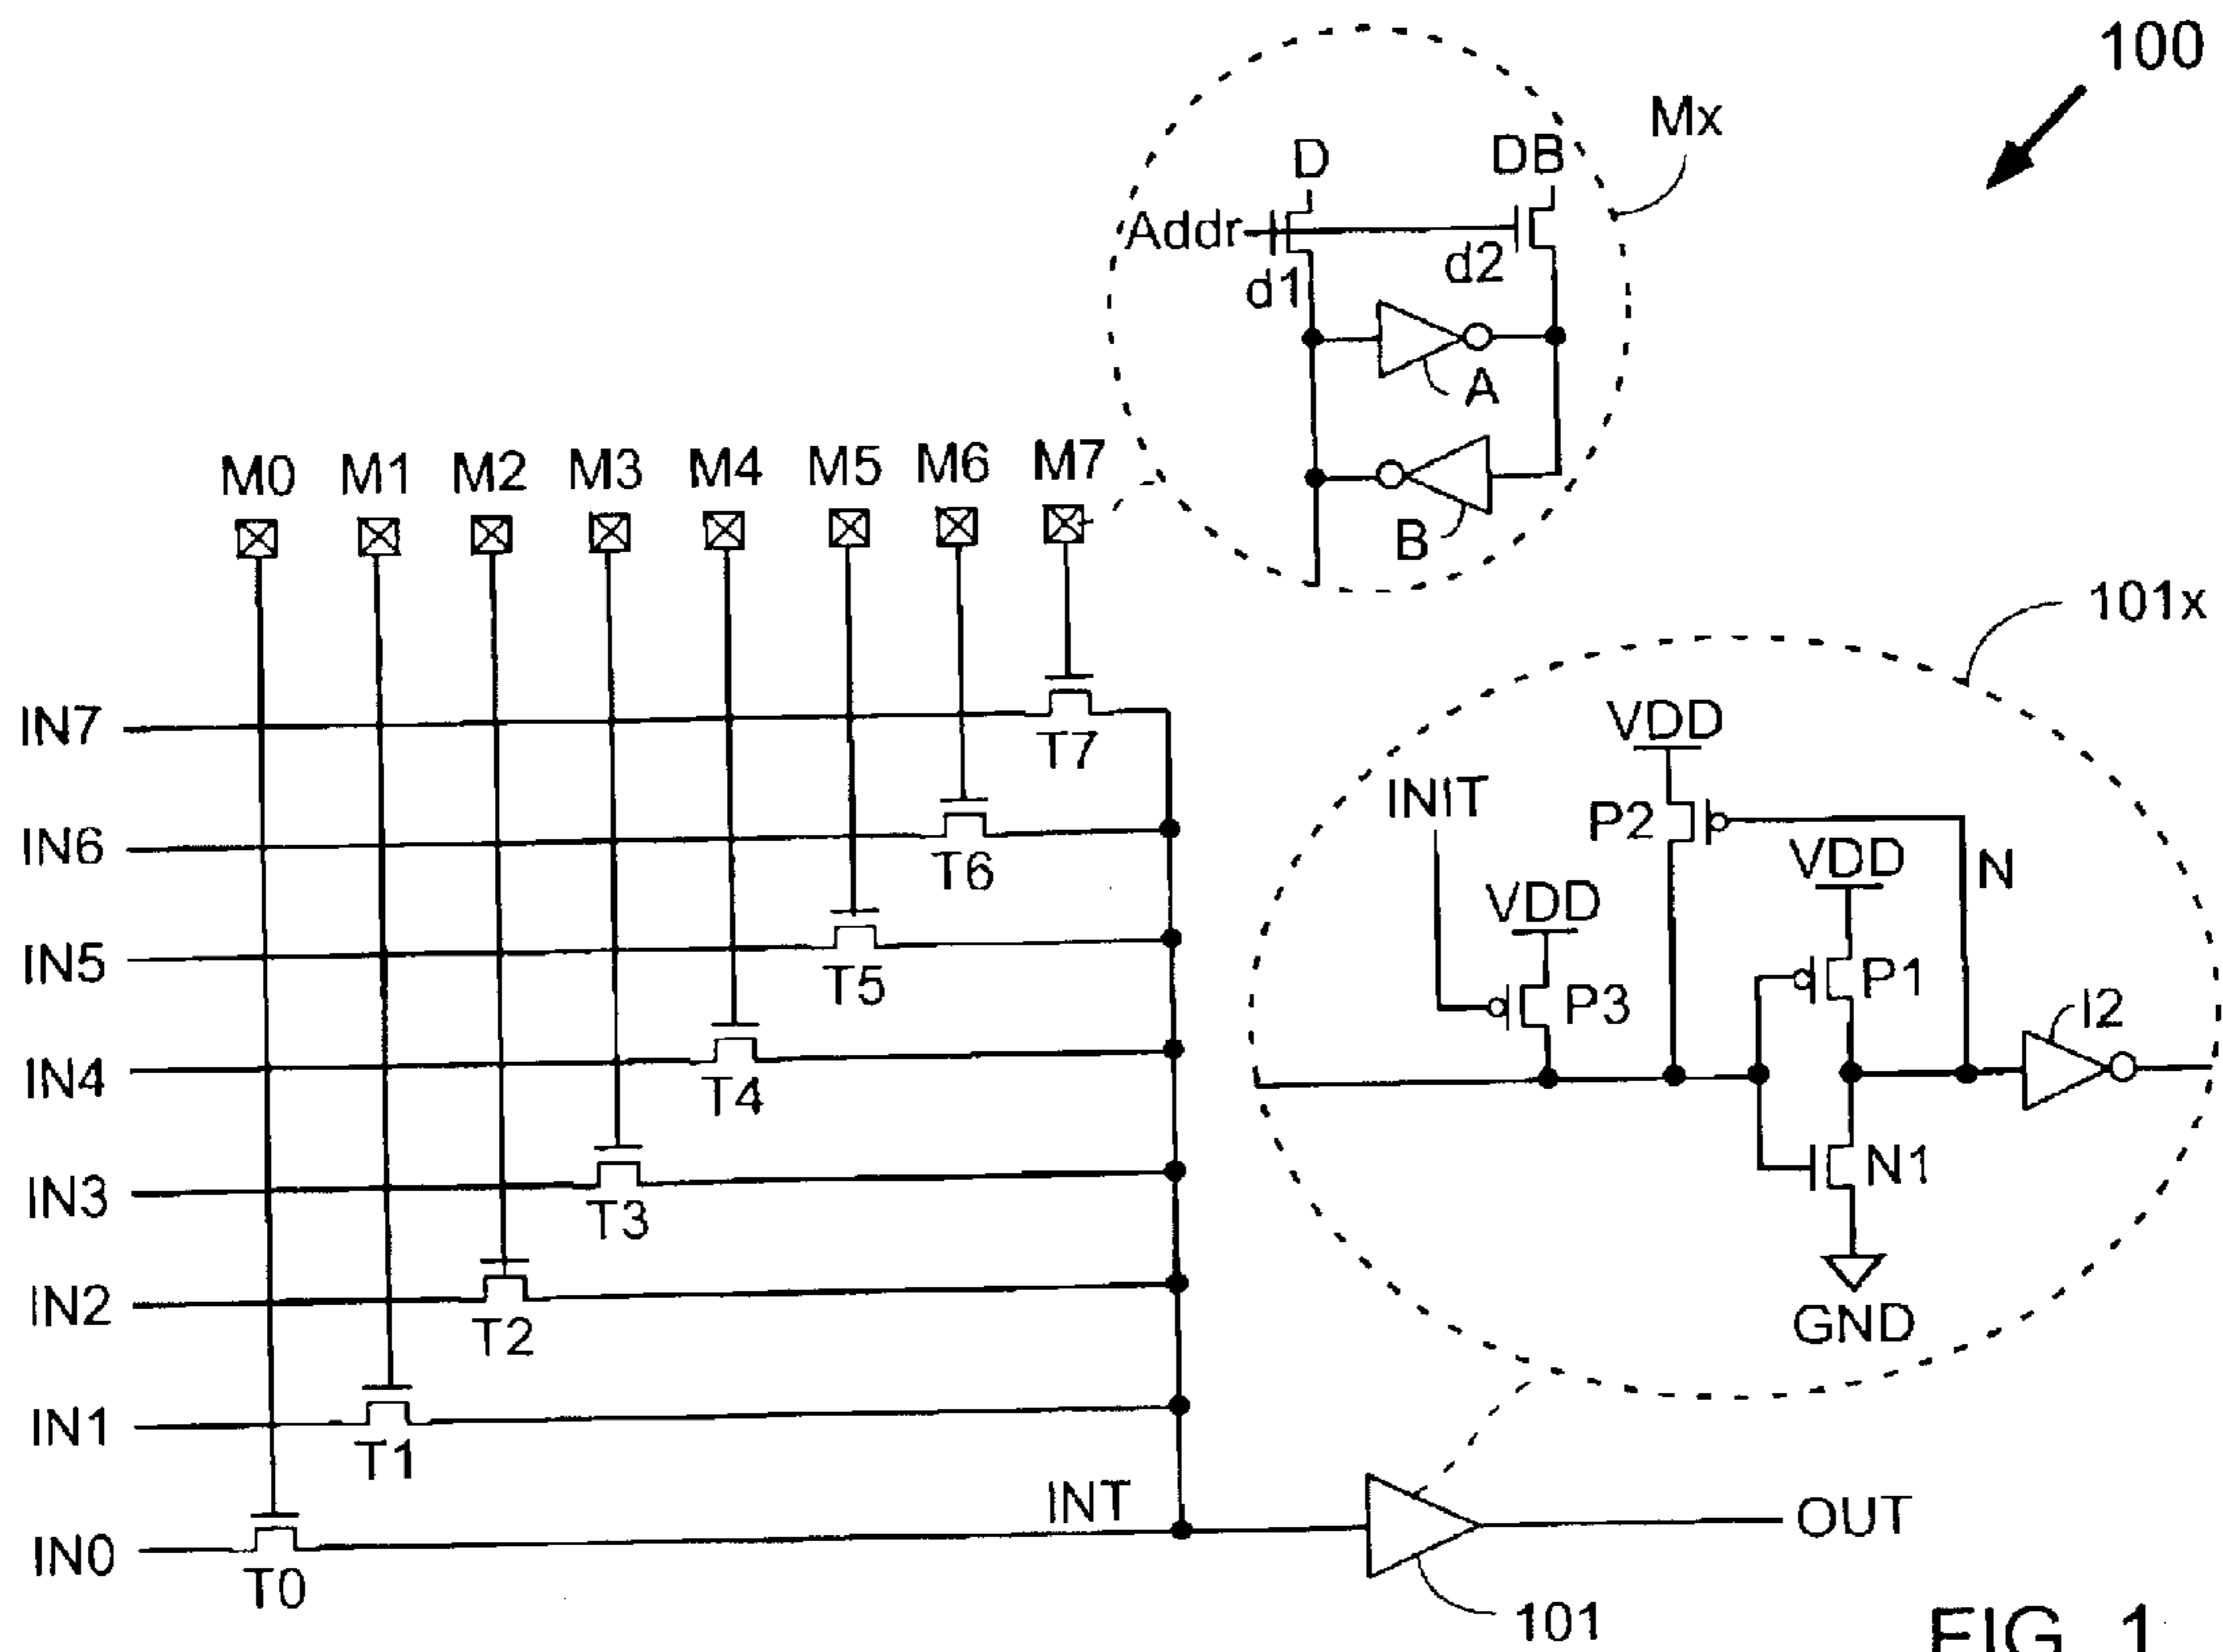 100
Mx
D
DB
Addr
d1
d2
A
B
M0 M1 M2 M3 M4 M5 M6 M7
101x
IN7
T7
IN6
T6
IN5
T5
IN4
T4
IN3
T3
IN2
T2
IN1
T1
IN0
T0
INT
101
OUT
VDD
INIT
P2
VDD
N
VDD
P3
P1
I2
N1
GND
FIG. 1